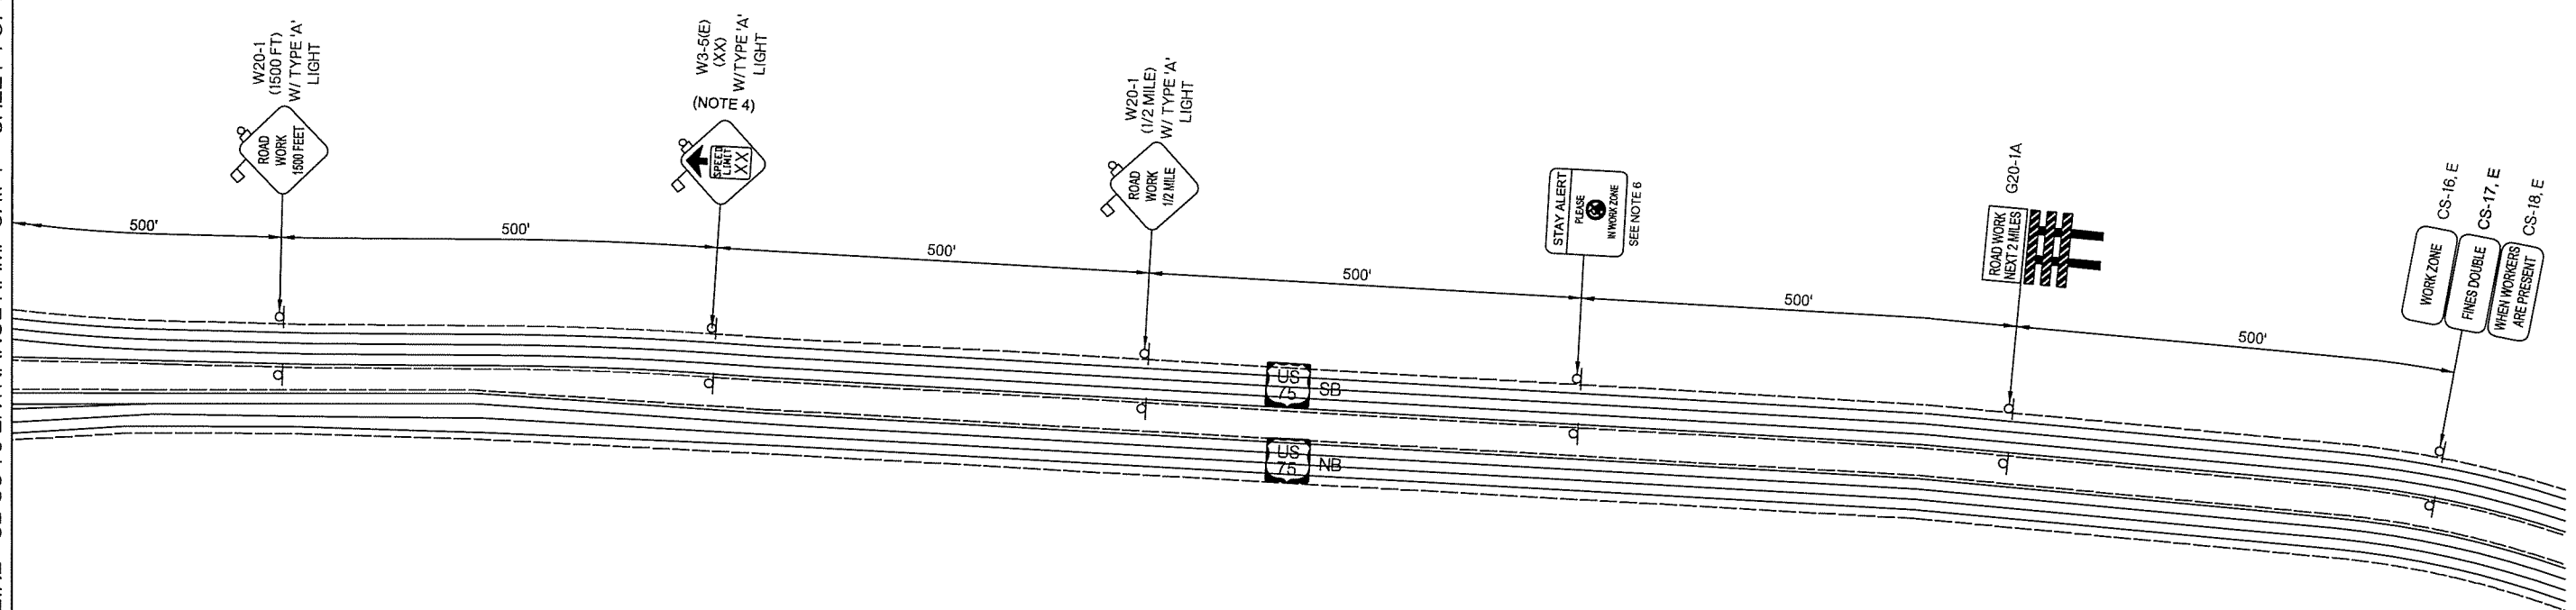 W20-1
(1500 FT)
W/ TYPE 'A'
LIGHT
ROAD
WORK
1500 FEET
W3-5(E)
(XX)
W/TYPE 'A'
LIGHT
(NOTE 4)
SPEED
LIMIT
XX
W20-1
(1/2 MILE)
W/ TYPE 'A'
LIGHT
ROAD
WORK
1/2 MILE
STAY ALERT
PLEASE
IN WORK ZONE
SEE NOTE 6
G20-1A
ROAD WORK
NEXT 2 MILES
CS-16, E
CS-17, E
CS-18, E
WORK ZONE
FINES DOUBLE
WHEN WORKERS
ARE PRESENT
500'
500'
500'
500'
500'
500'
US
75
SB
US
75
NB